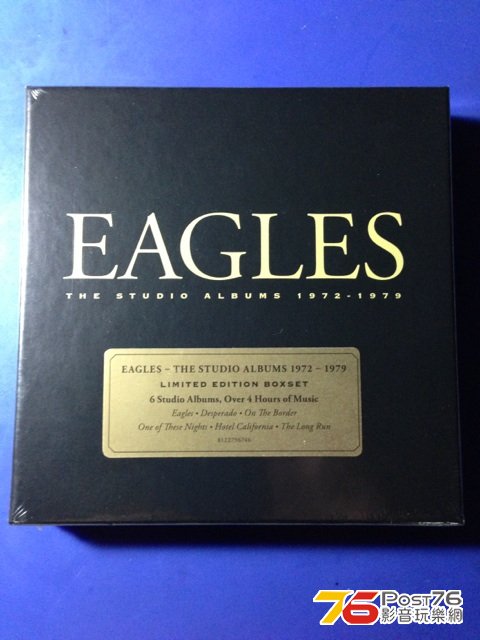 EAGLES
THE STUDIO ALBUMS 1972-1979
EAGLES – THE STUDIO ALBUMS 1972 – 1979
LIMITED EDITION BOXSET
6 Studio Albums, Over 4 Hours of Music
Eagles • Desperado • On The Border
One of These Nights • Hotel California • The Long Run
8122796746
76 Post76
影音玩樂網